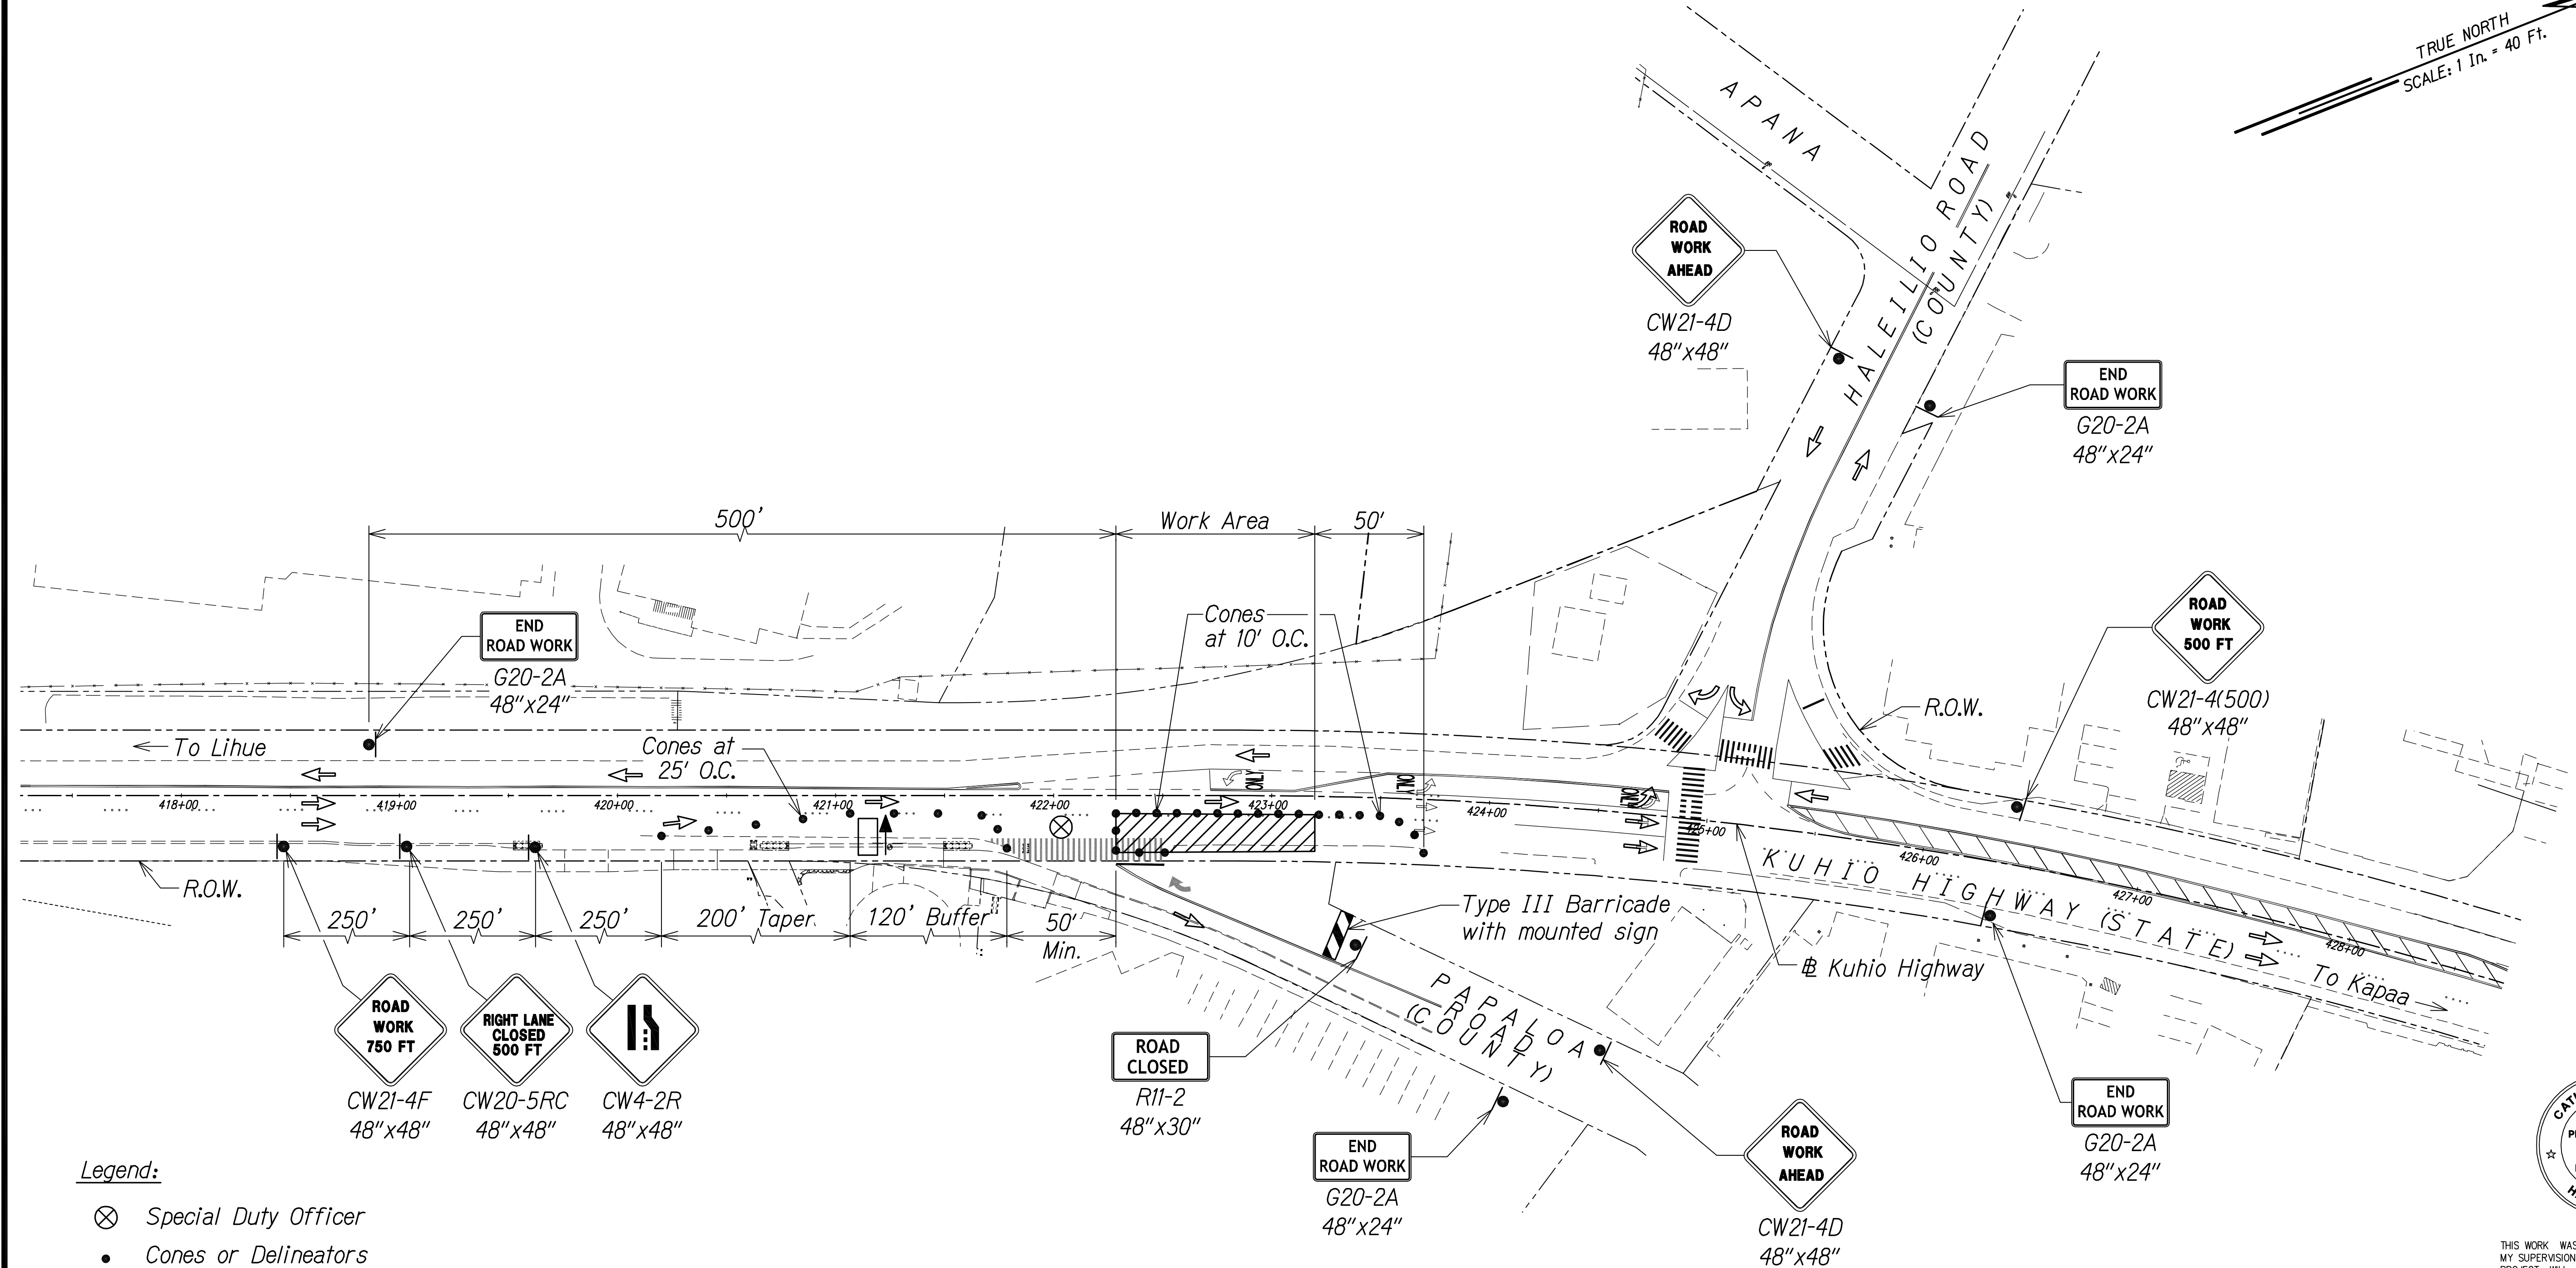 TRUE NORTH
SCALE: 1 In. = 40 Ft.
APANA
HALEILIO ROAD
(COUNTY)
ROAD
WORK
AHEAD
CW21-4D
48"x48"
END
ROAD WORK
G20-2A
48"x24"
500'
Work Area
50'
Cones
at 10' O.C.
END
ROAD WORK
G20-2A
48"x24"
ROAD
WORK
500 FT
CW21-4(500)
48"x48"
R.O.W.
To Lihue
Cones at
25' O.C.
ONLY
ONLY
ONLY
418+00
419+00
420+00
421+00
422+00
423+00
424+00
425+00
426+00
427+00
428+00
R.O.W.
KUHIO HIGHWAY (STATE)
To Kapaa
250'
250'
250'
200' Taper
120' Buffer
50'
Min.
Type III Barricade
with mounted sign
℄ Kuhio Highway
PAPALOA
ROAD
(COUNTY)
ROAD
WORK
750 FT
CW21-4F
48"x48"
RIGHT LANE
CLOSED
500 FT
CW20-5RC
48"x48"
CW4-2R
48"x48"
ROAD
CLOSED
R11-2
48"x30"
END
ROAD WORK
G20-2A
48"x24"
ROAD
WORK
AHEAD
CW21-4D
48"x48"
END
ROAD WORK
G20-2A
48"x24"
Legend:
Special Duty Officer
Cones or Delineators
THIS WORK WAS
MY SUPERVISION